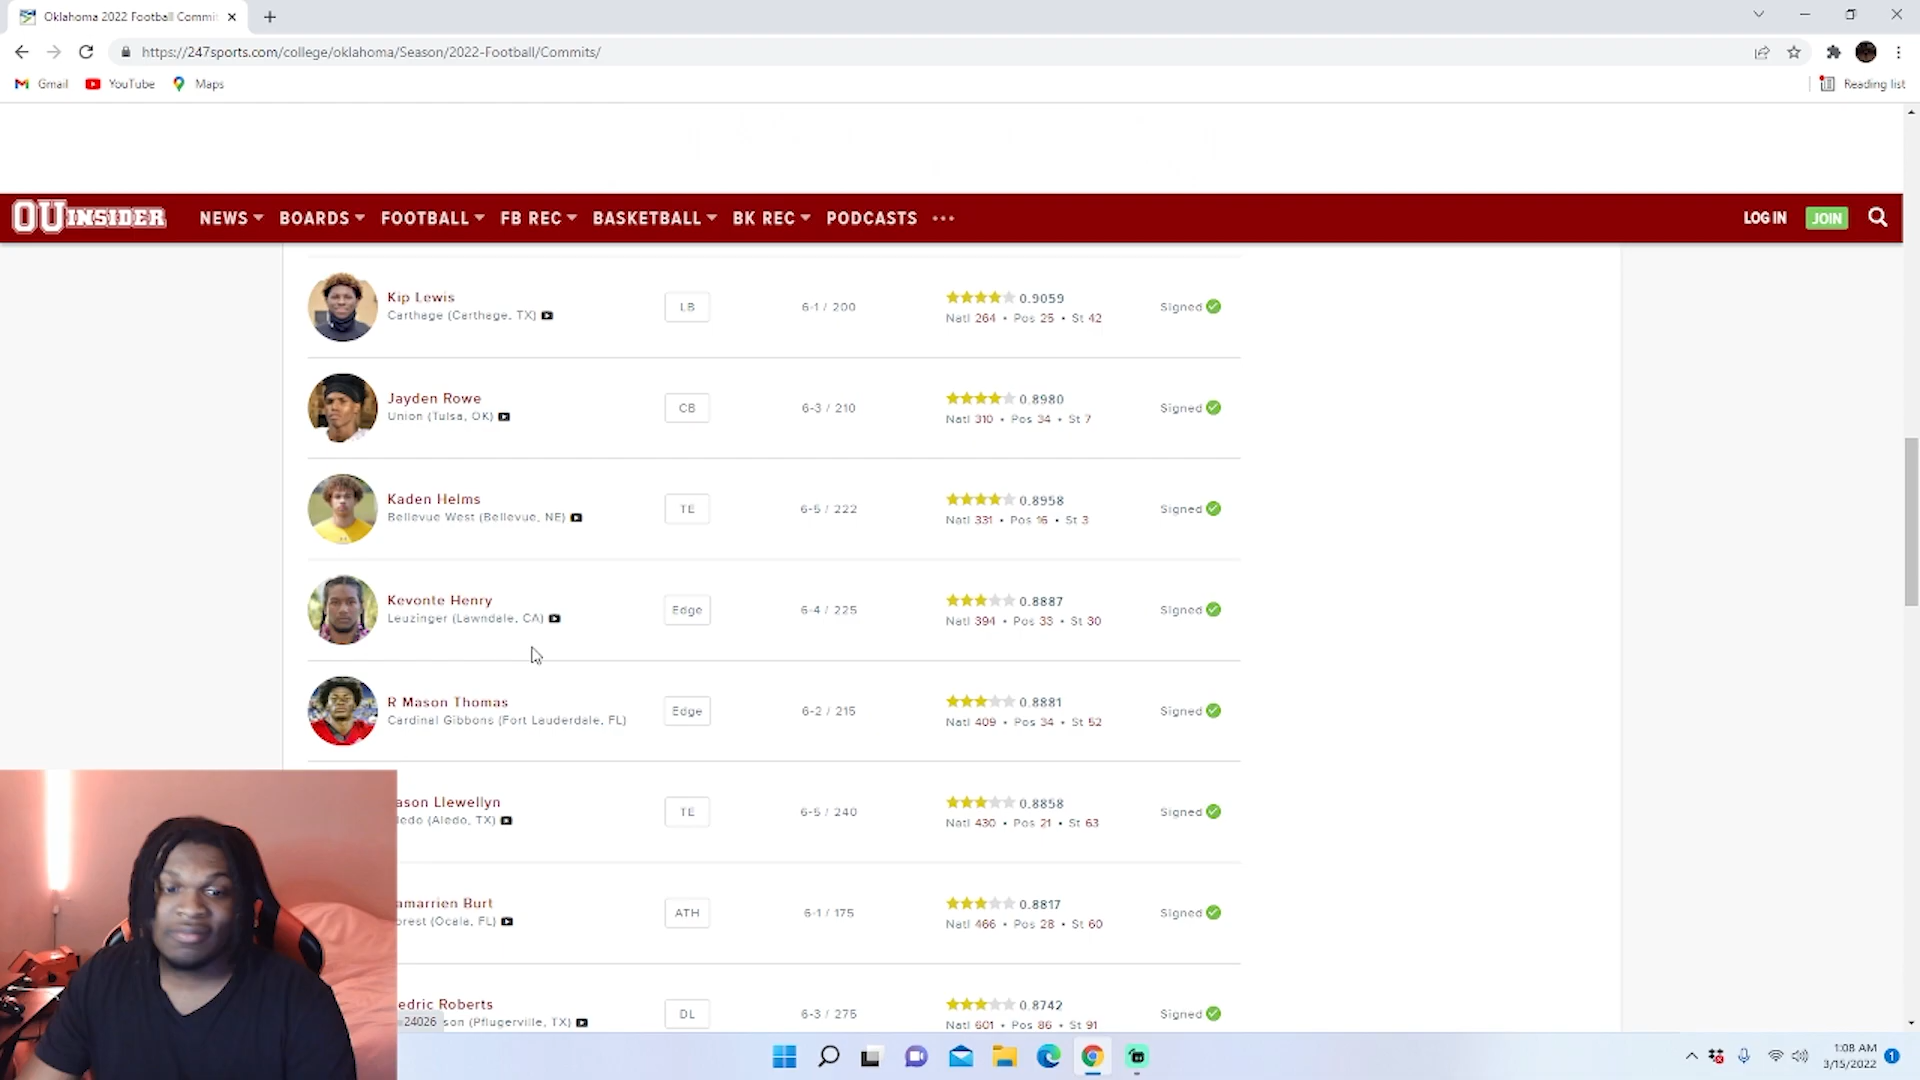 Oklahoma 2022 Football Commi
https://247sports.com/college/oklahoma/Season/2022-Football/Commits/
Gmail YouTube Maps Reading list
OU INSIDER NEWS BOARDS FOOTBALL FB REC BASKETBALL BK REC PODCASTS ••• LOG IN JOIN
Kip Lewis
Carthage (Carthage, TX)
LB 6-1 / 200
0.9059
Natl 264 • Pos 25 • St 42
Signed
Jayden Rowe
Union (Tulsa, OK)
CB 6-3 / 210
0.8980
Natl 310 • Pos 34 • St 7
Signed
Kaden Helms
Bellevue West (Bellevue, NE)
TE 6-5 / 222
0.8958
Natl 331 • Pos 16 • St 3
Signed
Kevonte Henry
Leuzinger (Lawndale, CA)
Edge 6-4 / 225
0.8887
Natl 394 • Pos 33 • St 30
Signed
R Mason Thomas
Cardinal Gibbons (Fort Lauderdale, FL)
Edge 6-2 / 215
0.8881
Natl 409 • Pos 34 • St 52
Signed
ason Llewellyn
ledo (Aledo, TX)
TE 6-5 / 240
0.8858
Natl 430 • Pos 21 • St 63
Signed
amarrien Burt
orest (Ocala, FL)
ATH 6-1 / 175
0.8817
Natl 466 • Pos 28 • St 60
Signed
edric Roberts
24026 son (Pflugerville, TX)
DL 6-3 / 275
0.8742
Natl 601 • Pos 86 • St 91
Signed
1:08 AM
3/15/2022
1